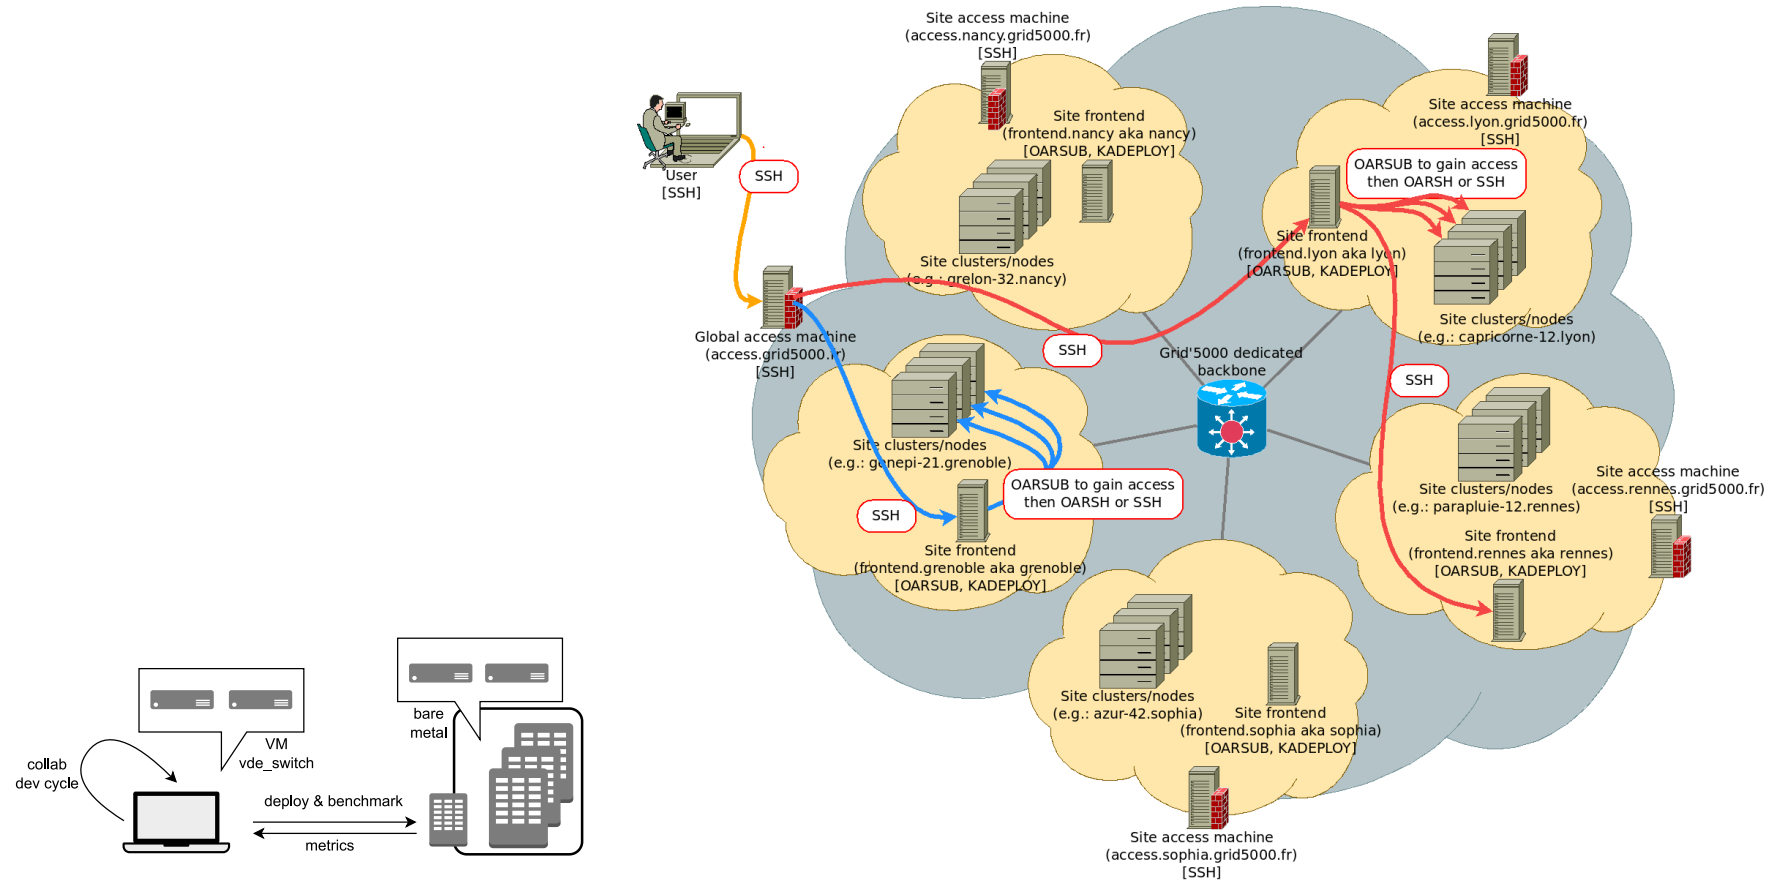 Site access machine
(access.nancy.grid5000.fr)
[SSH]
Site frontend
(frontend.nancy aka nancy)
[OARSUB, KADEPLOY]
Site clusters/nodes
(e.g.: grelon-32.nancy)
Site access machine
(access.lyon.grid5000.fr)
[SSH]
OARSUB to gain access
then OARSH or SSH
Site frontend
(frontend.lyon aka lyon)
[OARSUB, KADEPLOY]
Site clusters/nodes
(e.g.: capricorne-12.lyon)
User
[SSH]
SSH
Global access machine
(access.grid5000.fr)
[SSH]
SSH
Grid'5000 dedicated
backbone
SSH
Site clusters/nodes
(e.g.: genepi-21.grenoble)
OARSUB to gain access
then OARSH or SSH
SSH
Site frontend
(frontend.grenoble aka grenoble)
[OARSUB, KADEPLOY]
Site clusters/nodes
(e.g.: parapluie-12.rennes)
Site access machine
(access.rennes.grid5000.fr)
[SSH]
Site frontend
(frontend.rennes aka rennes)
[OARSUB, KADEPLOY]
Site clusters/nodes
(e.g.: azur-42.sophia)
Site frontend
(frontend.sophia aka sophia)
[OARSUB, KADEPLOY]
Site access machine
(access.sophia.grid5000.fr)
[SSH]
bare
metal
VM
vde_switch
collab
dev cycle
deploy & benchmark
metrics